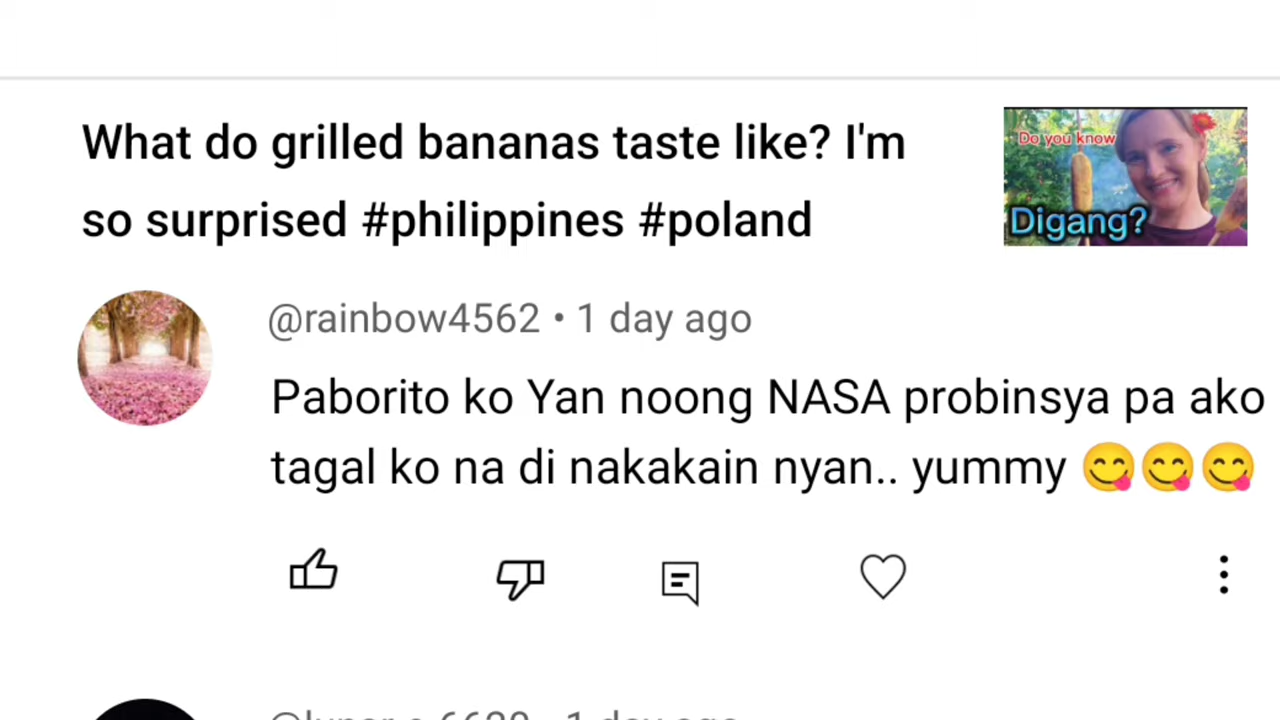 What do grilled bananas taste like? I'm
so surprised #philippines #poland
Do you know
Digang?
@rainbow4562 • 1 day ago
Paborito ko Yan noong NASA probinsya pa ako
tagal ko na di nakakain nyan.. yummy 😋😋😋
1 day ago